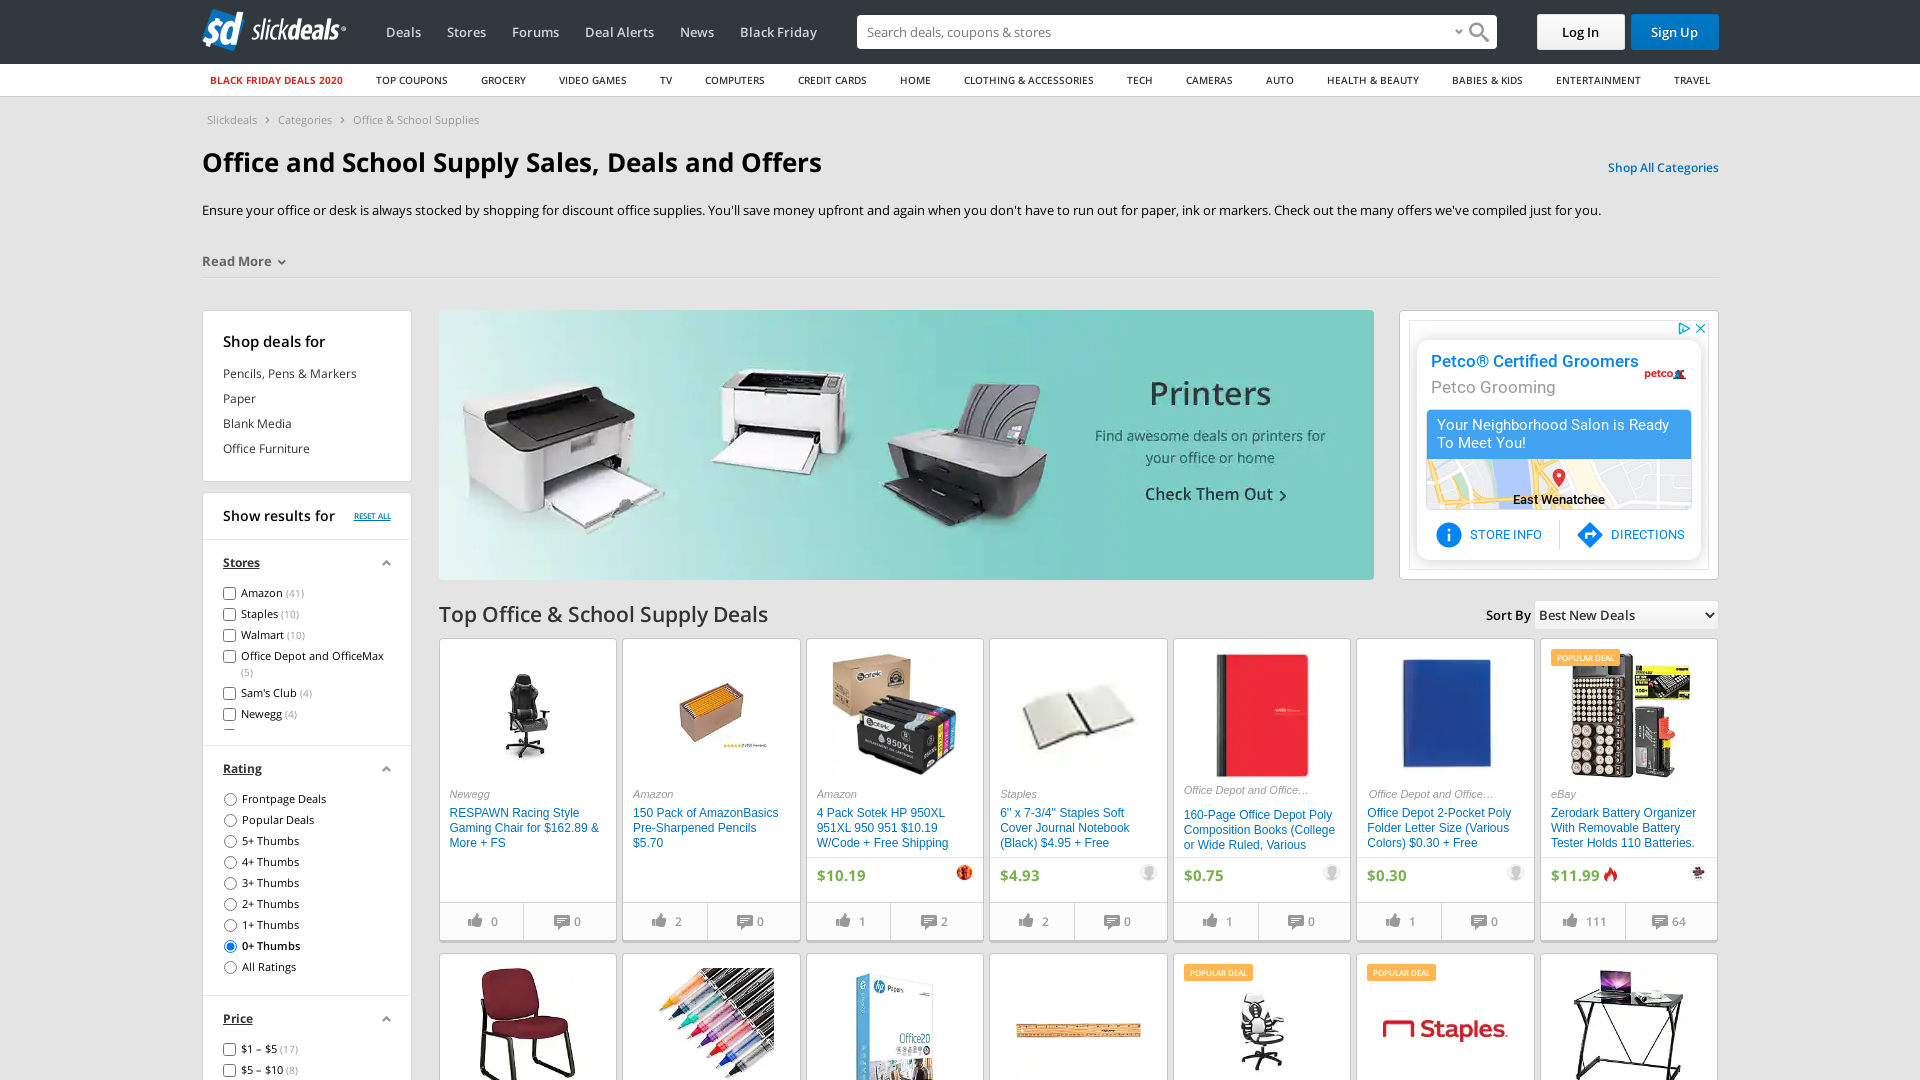 slickdeals
Deals
Stores
Forums
Deal Alerts
News
Black Friday
Search deals, coupons & stores
Log In
Sign Up
BLACK FRIDAY DEALS 2020
TOP COUPONS
GROCERY
VIDEO GAMES
TV
COMPUTERS
CREDIT CARDS
HOME
CLOTHING & ACCESSORIES
TECH
CAMERAS
AUTO
HEALTH & BEAUTY
BABIES & KIDS
ENTERTAINMENT
TRAVEL
Slickdeals > Categories > Office & School Supplies
Office and School Supply Sales, Deals and Offers
Shop All Categories
Ensure your office or desk is always stocked by shopping for discount office supplies. You'll save money upfront and again when you don't have to run out for paper, ink or markers. Check out the many offers we've compiled just for you.
Read More
Shop deals for
Pencils, Pens & Markers
Paper
Blank Media
Office Furniture
Show results for
RESET ALL
Stores
Amazon (41)
Staples (10)
Walmart (10)
Office Depot and OfficeMax
(5)
Sam's Club (4)
Newegg (4)
Rating
Frontpage Deals
Popular Deals
5+ Thumbs
4+ Thumbs
3+ Thumbs
2+ Thumbs
1+ Thumbs
0+ Thumbs
All Ratings
Price
$1 – $5 (17)
$5 – $10 (8)
Printers
Find awesome deals on printers for
your office or home
Check Them Out >
Petco® Certified Groomers
Petco Grooming
petco
Your Neighborhood Salon is Ready
To Meet You!
East Wenatchee
STORE INFO
DIRECTIONS
Top Office & School Supply Deals
Sort By
Best New Deals
Newegg
RESPAWN Racing Style
Gaming Chair for $162.89 &
More + FS
0
0
Amazon
150 Pack of AmazonBasics
Pre-Sharpened Pencils
$5.70
2
0
950XL
Amazon
4 Pack Sotek HP 950XL
951XL 950 951 $10.19
W/Code + Free Shipping
$10.19
1
2
Staples
6" x 7-3/4" Staples Soft
Cover Journal Notebook
(Black) $4.95 + Free
$4.93
2
0
Office Depot and Office…
160-Page Office Depot Poly
Composition Books (College
or Wide Ruled, Various
$0.75
1
0
Office Depot and Office…
Office Depot 2-Pocket Poly
Folder Letter Size (Various
Colors) $0.30 + Free
$0.30
1
0
POPULAR DEAL
eBay
Zerodark Battery Organizer
With Removable Battery
Tester Holds 110 Batteries.
$11.99
111
64
hp Papers
Office20
POPULAR DEAL
POPULAR DEAL
Staples.